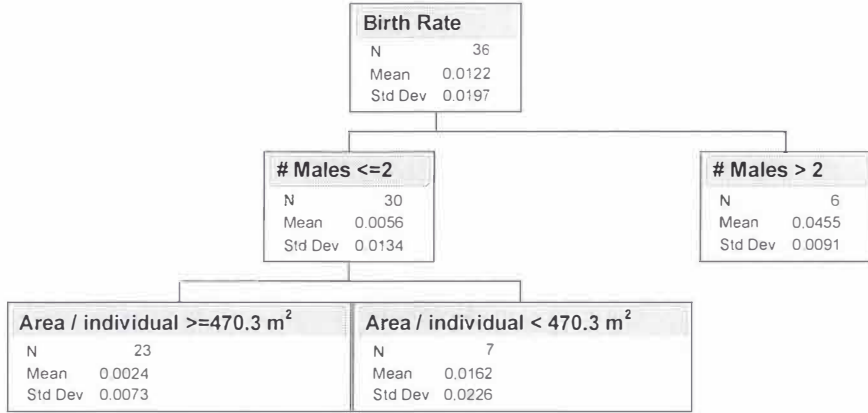 Birth Rate
N 36
Mean 0.0122
Std Dev 0.0197
# Males <=2
N 30
Mean 0.0056
Std Dev 0.0134
# Males > 2
N 6
Mean 0.0455
Std Dev 0.0091
Area / individual >=470.3 m²
N 23
Mean 0.0024
Std Dev 0.0073
Area / individual < 470.3 m²
N 7
Mean 0.0162
Std Dev 0.0226